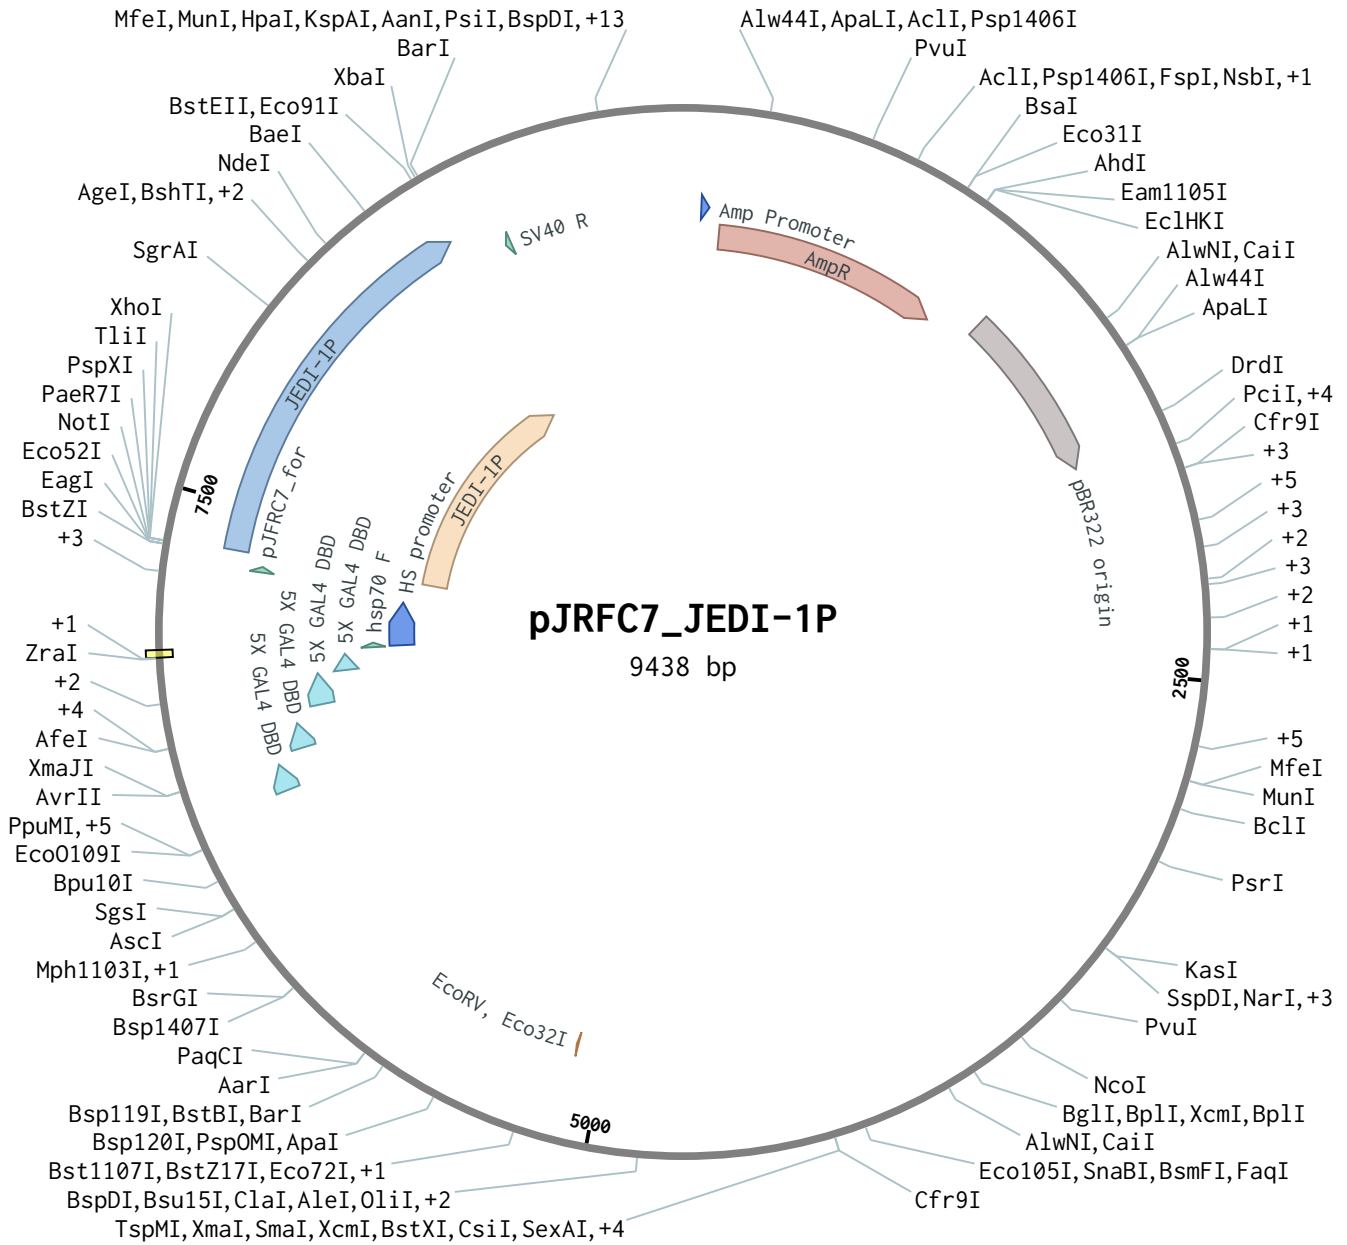 MfeI,MunI,HpaI,KspAI,AanI,PsiI,BspDI,+13
Alw44I,ApaLI,AclI,Psp1406I
BarI
PvuI
XbaI
AclI,Psp1406I,FspI,NsbI,+1
BstEII,Eco91I
BsaI
BaeI
Eco31I
NdeI
AhdI
AgeI,BshTI,+2
Eam1105I
EclHKI
SgrAI
AlwNI,CaiI
Alw44I
XhoI
ApaLI
TliI
PspXI
DrdI
PaeR7I
PciI,+4
NotI
Cfr9I
Eco52I
+3
EagI
+5
BstZI
+3
+3
+2
+3
+2
+1
+1
ZraI
+1
+2
+4
AfeI
+5
XmaJI
MfeI
AvrII
MunI
PpuMI,+5
BclI
EcoO109I
Bpu10I
PsrI
SgsI
AscI
Mph1103I,+1
KasI
BsrGI
SspDI,NarI,+3
Bsp1407I
PvuI
PaqCI
AarI
NcoI
Bsp119I,BstBI,BarI
BglI,BplI,XcmI,BplI
Bsp120I,PspOMI,ApaI
AlwNI,CaiI
Bst1107I,BstZ17I,Eco72I,+1
Eco105I,SnaBI,BsmFI,FaqI
BspDI,Bsu15I,ClaI,AleI,OliI,+2
Cfr9I
TspMI,XmaI,SmaI,XcmI,BstXI,CsiI,SexAI,+4
SV40 R
Amp Promoter
AmpR
pBR322 origin
JEDI-1P
pJFRC7_for
JEDI-1P
HS promoter
hsp70 F
5X GAL4 DBD
5X GAL4 DBD
5X GAL4 DBD
5X GAL4 DBD
EcoRV, Eco32I
7500
2500
5000
pJRFC7_JEDI-1P
9438 bp